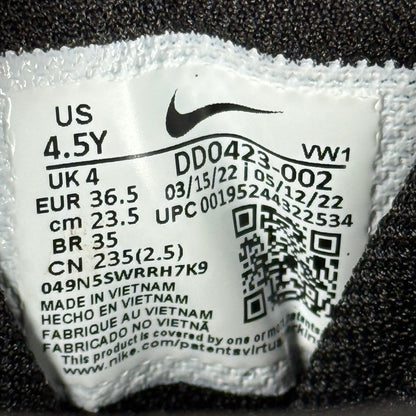 US
4.5Y
UK 4
EUR 36.5
cm 23.5
BR 35
CN 235(2.5)
DD0423-002 VW1
03/15/22 | 05/12/22
UPC 00195244322534
049N5SWRRH7K9
MADE IN VIETNAM
HECHO EN VIETNAM
FABRIQUE AU VIETNAM
FABRICADO NO VIETNÃ
This product is covered by one or more
www.nike.com/patents